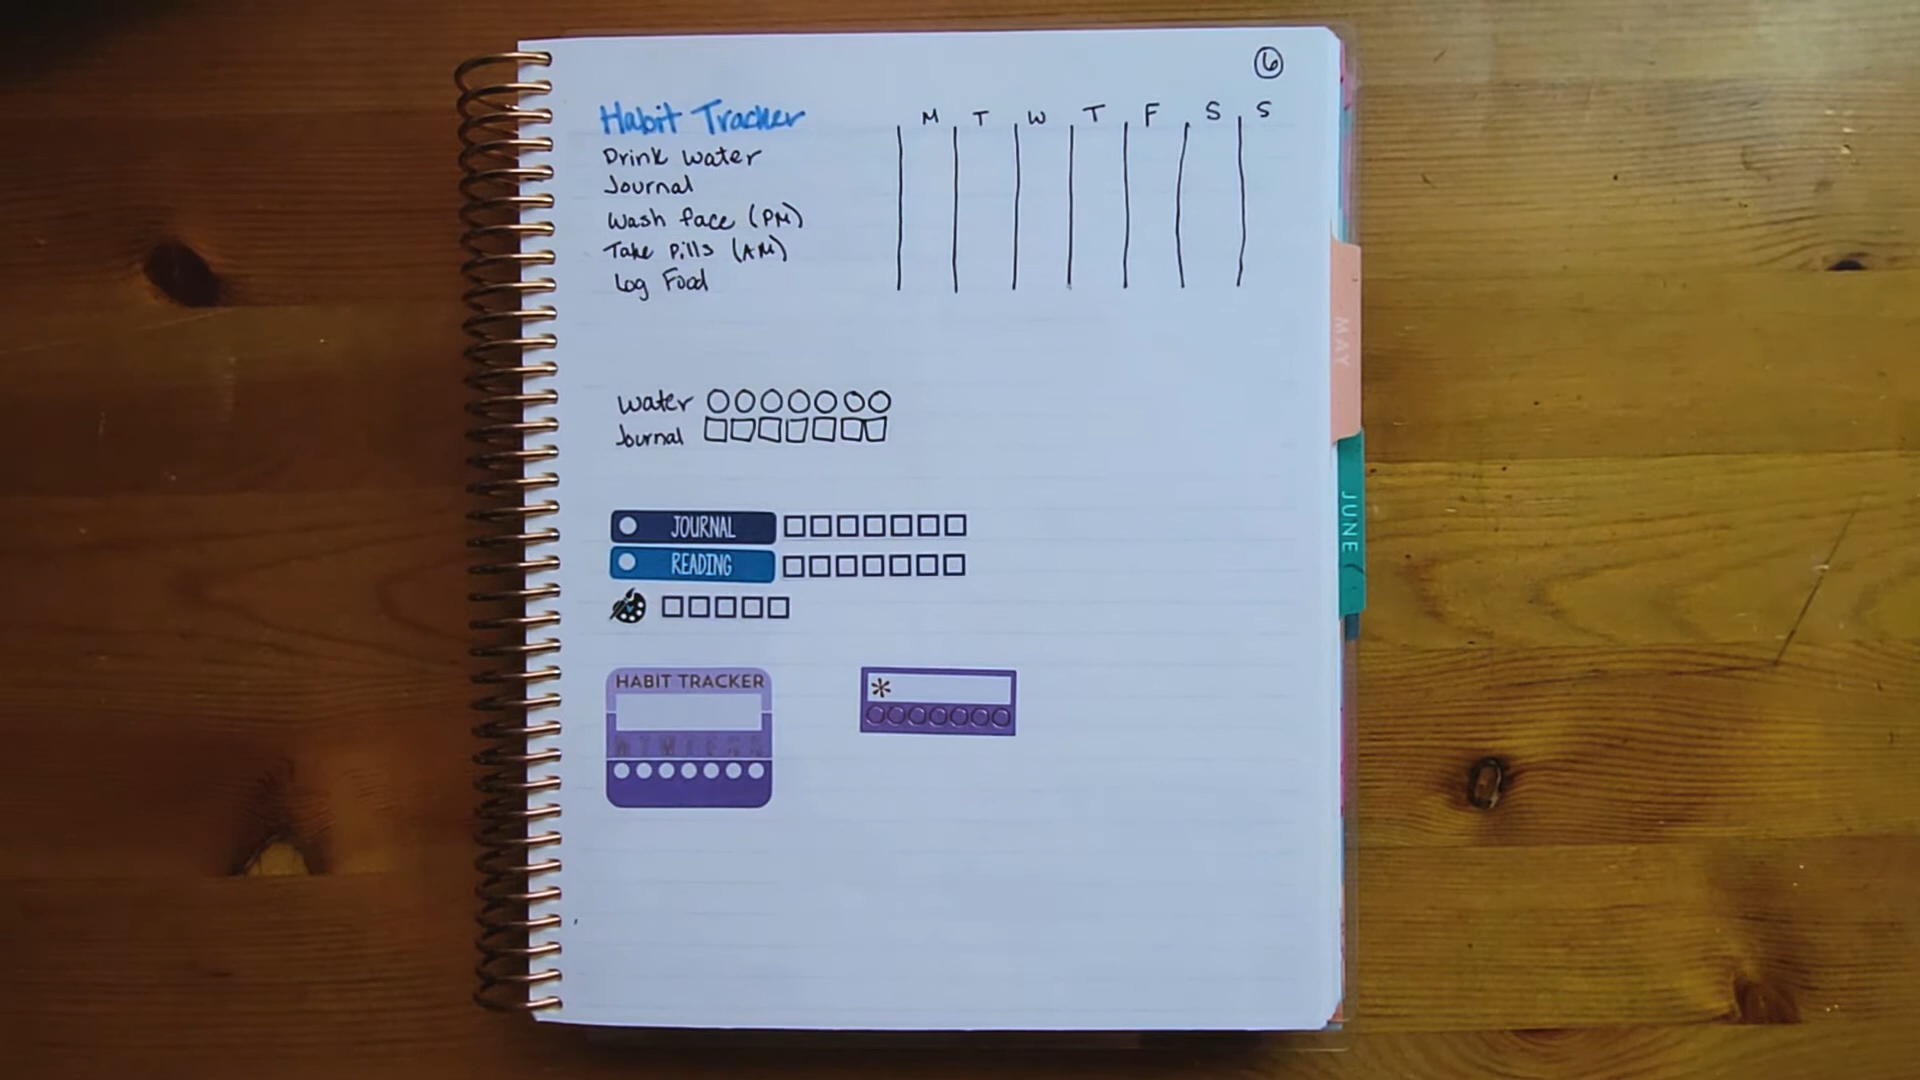 6
Habit Tracker M T W T F S S
Drink water
Journal
Wash face (PM)
Take pills (AM)
Log Food
MAY
Water
Journal
JUNE
JOURNAL
READING
HABIT TRACKER
M T W T F S S
*